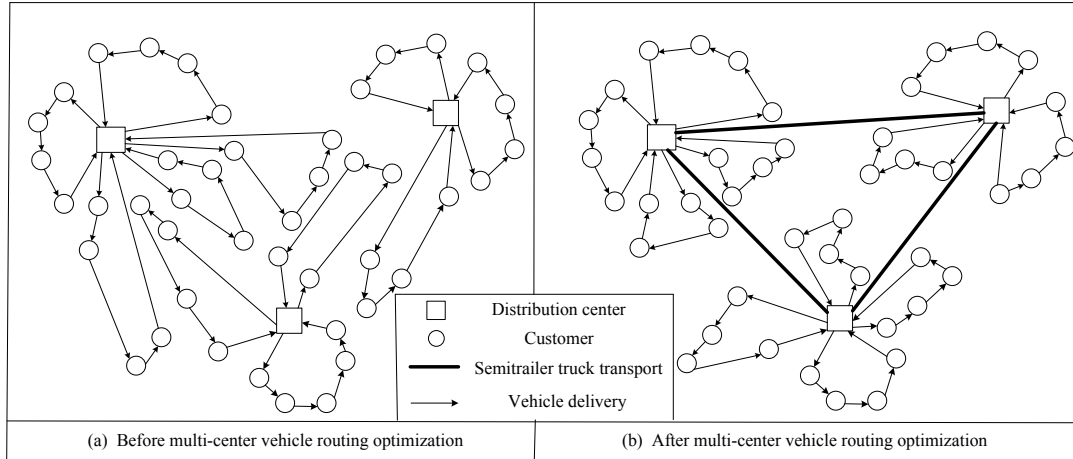 Distribution center
Customer
Semitrailer truck transport
Vehicle delivery
(a) Before multi-center vehicle routing optimization
(b) After multi-center vehicle routing optimization